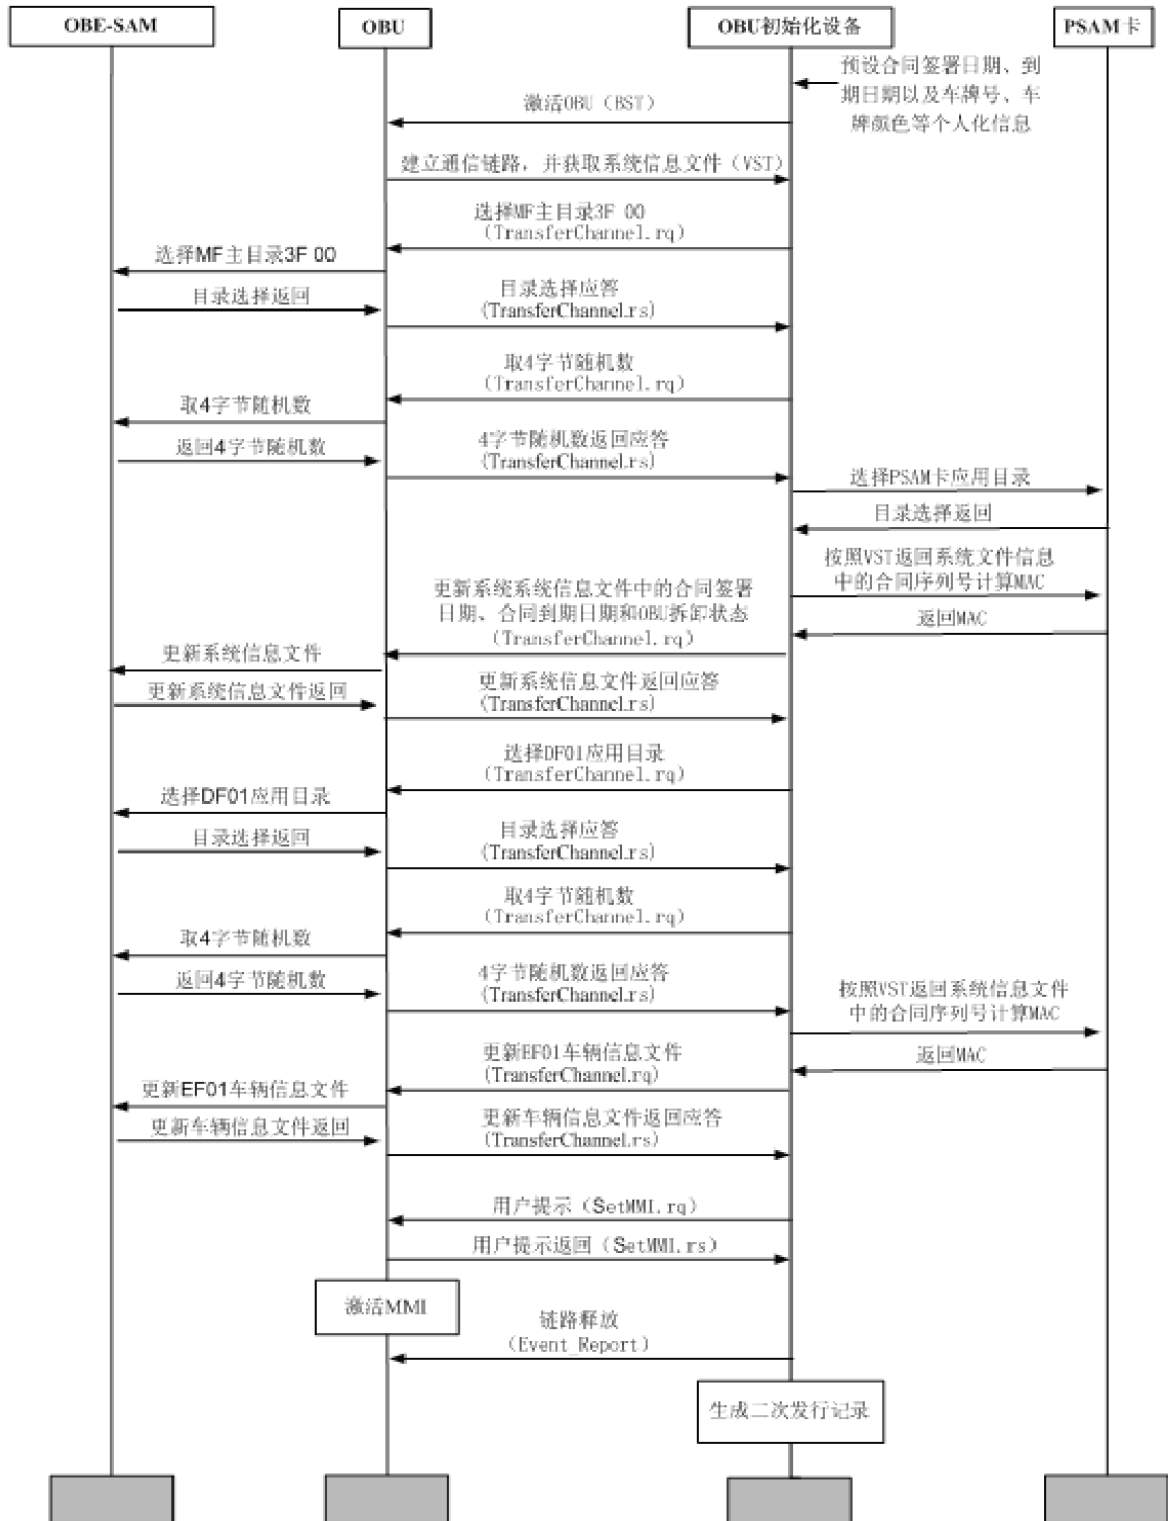 OBE-SAM
OBU
OBU初始化设备
PSAM卡
预设合同签署日期、到
期日期以及车牌号、车
牌颜色等个人化信息
激活OBU（BST）
建立通信链路，并获取系统信息文件（VST）
选择MF主目录3F 00
（TransferChannel.rq）
选择MF主目录3F 00
目录选择返回
目录选择应答
(TransferChannel.rs)
取4字节随机数
（TransferChannel.rq）
取4字节随机数
返回4字节随机数
4字节随机数返回应答
(TransferChannel.rs)
选择PSAM卡应用目录
目录选择返回
按照VST返回系统文件信息
中的合同序列号计算MAC
返回MAC
更新系统系统信息文件中的合同签署
日期、合同到期日期和OBU拆卸状态
（TransferChannel.rq）
更新系统信息文件
更新系统信息文件返回
更新系统信息文件返回应答
(TransferChannel.rs)
选择DF01应用目录
（TransferChannel.rq）
选择DF01应用目录
目录选择返回
目录选择应答
(TransferChannel.rs)
取4字节随机数
（TransferChannel.rq）
取4字节随机数
返回4字节随机数
4字节随机数返回应答
(TransferChannel.rs)
按照VST返回系统信息文件
中的合同序列号计算MAC
返回MAC
更新EF01车辆信息文件
(TransferChannel.rq)
更新EF01车辆信息文件
更新车辆信息文件返回
更新车辆信息文件返回应答
(TransferChannel.rs)
用户提示（SetMMI.rq）
用户提示返回（SetMMI.rs）
激活MMI
链路释放
（Event_Report）
生成二次发行记录